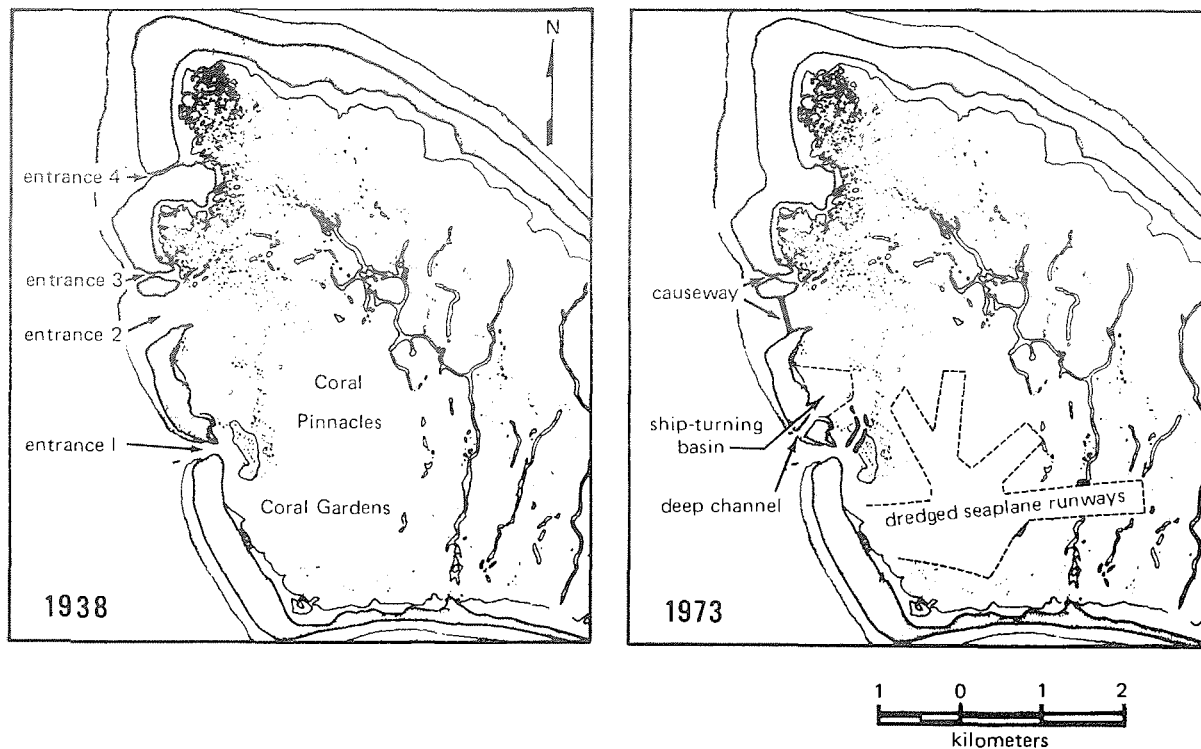 N
entrance 4
entrance 3
entrance 2
entrance 1
Coral
Pinnacles
Coral Gardens
1938
causeway
ship-turning
basin
deep channel
dredged seaplane runways
1973
1 0 1 2
kilometers